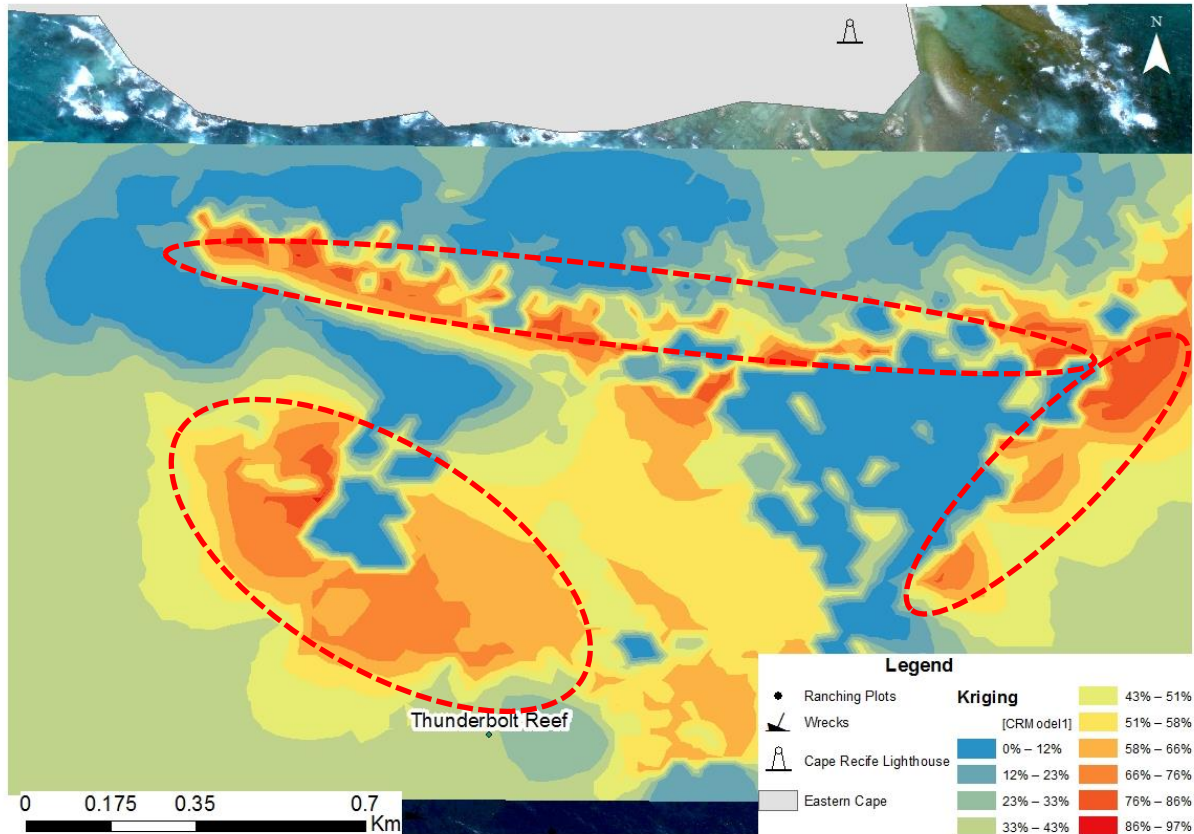 N
Thunderbolt Reef
0 0.175 0.35 0.7
Km
Legend
Ranching Plots
Wrecks
Cape Recife Lighthouse
Eastern Cape
Kriging
[CRModel1]
0% – 12%
12% – 23%
23% – 33%
33% – 43%
43% – 51%
51% – 58%
58% – 66%
66% – 76%
76% – 86%
86% – 97%